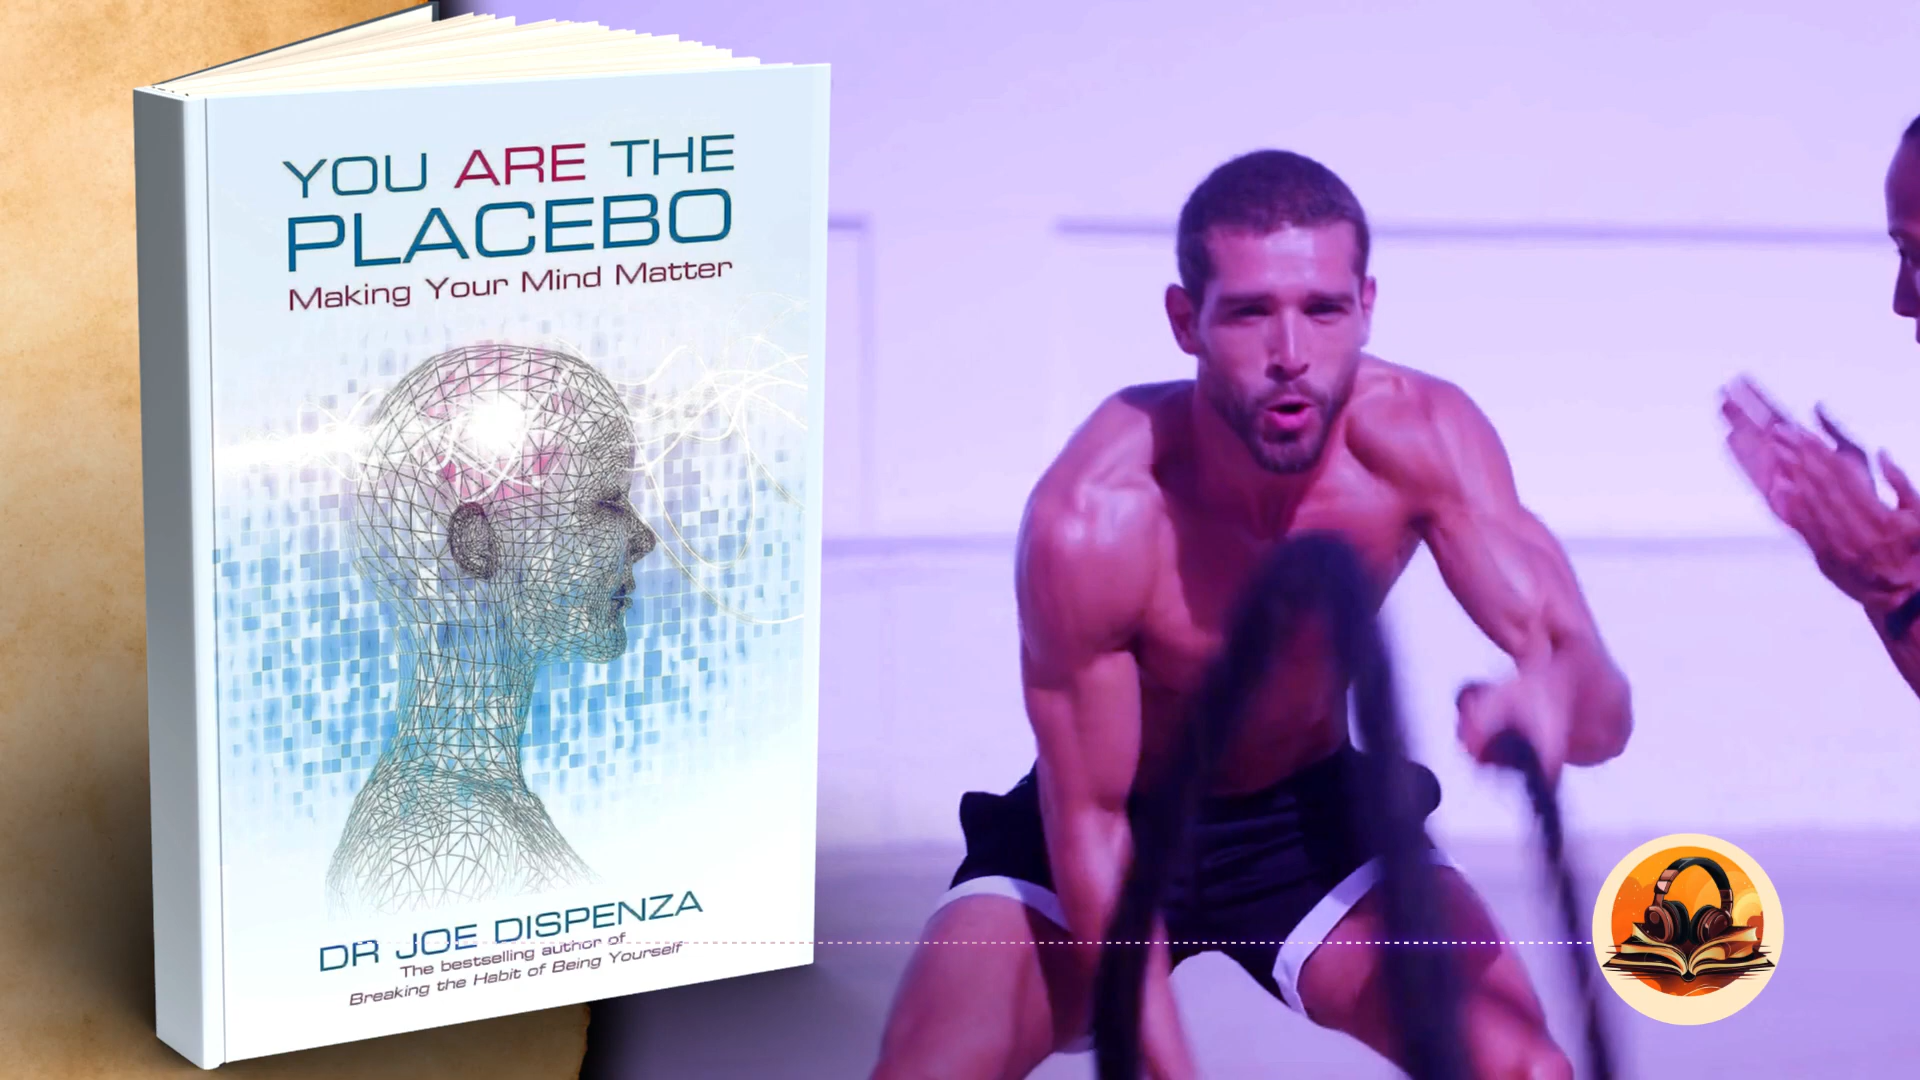 YOU ARE THE
PLACEBO
Making Your Mind Matter
DR JOE DISPENZA
The bestselling author of
Breaking the Habit of Being Yourself